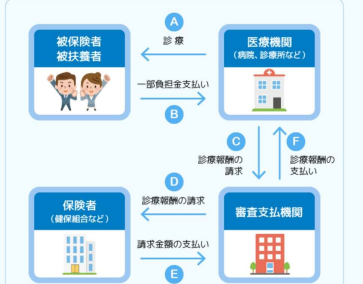 A
診療
被保険者
被扶養者
医療機関
(病院、診療所など)
一部負担金支払い
B
C
F
診療報酬の
請求
診療報酬の
支払い
D
診療報酬の請求
保険者
(健保組合など)
審査支払機関
請求金額の支払い
E